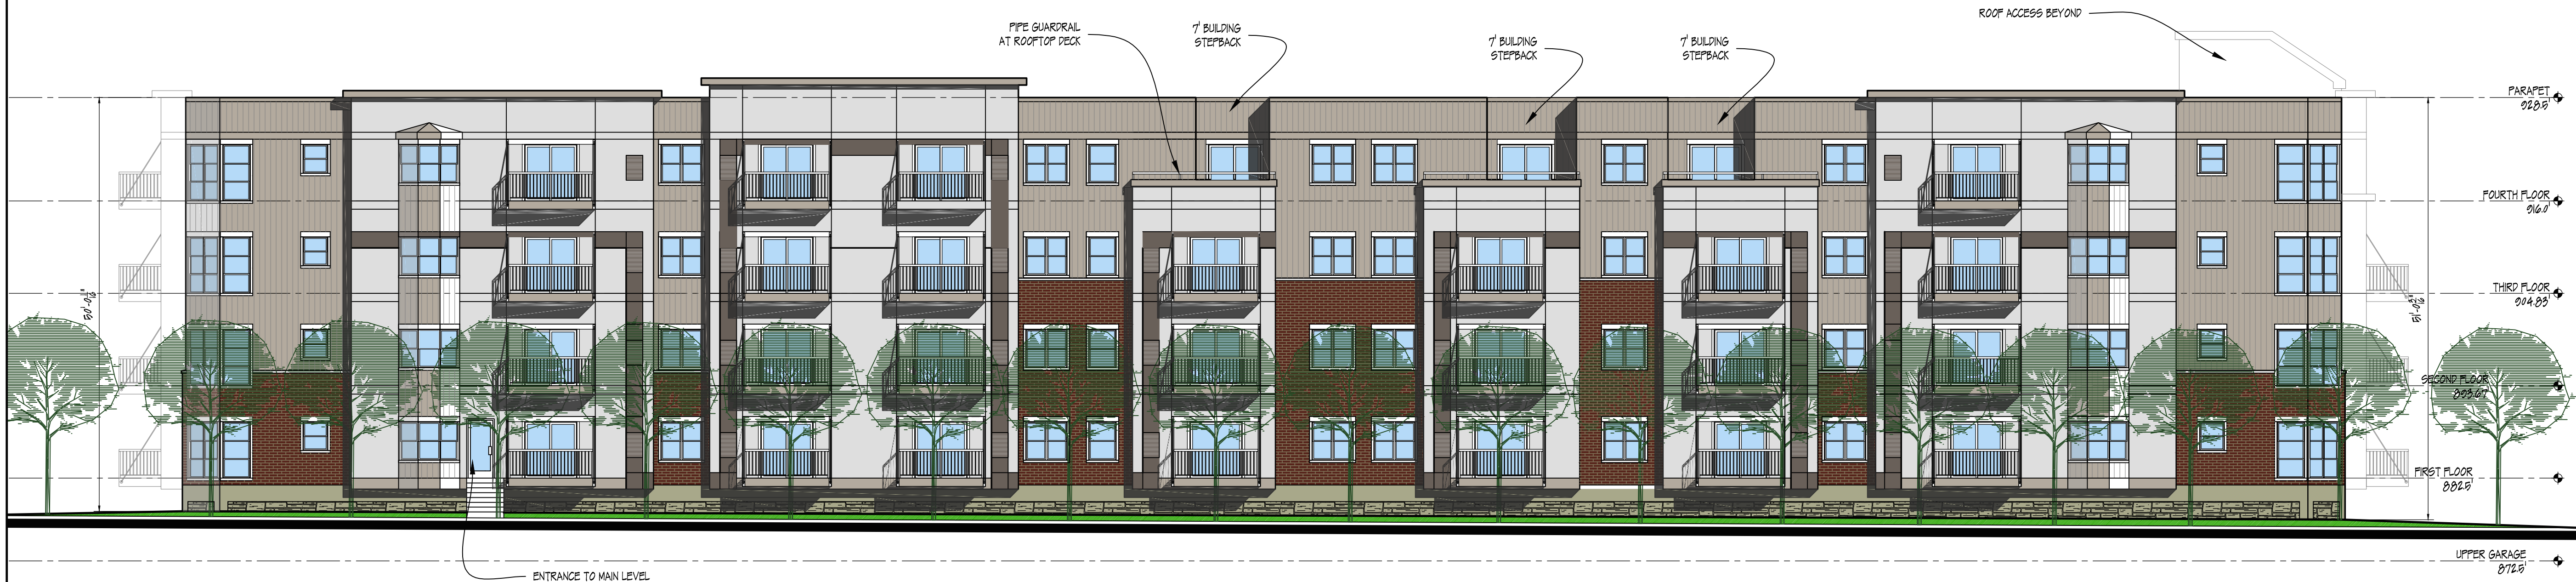 ROOF ACCESS BEYOND
PIPE GUARDRAIL
AT ROOFTOP DECK
7' BUILDING
STEPBACK
7' BUILDING
STEPBACK
7' BUILDING
STEPBACK
PARAPET
928.5'
FOURTH FLOOR
916.0'
THIRD FLOOR
904.83'
SECOND FLOOR
893.67'
FIRST FLOOR
882.5'
UPPER GARAGE
872.5'
ENTRANCE TO MAIN LEVEL